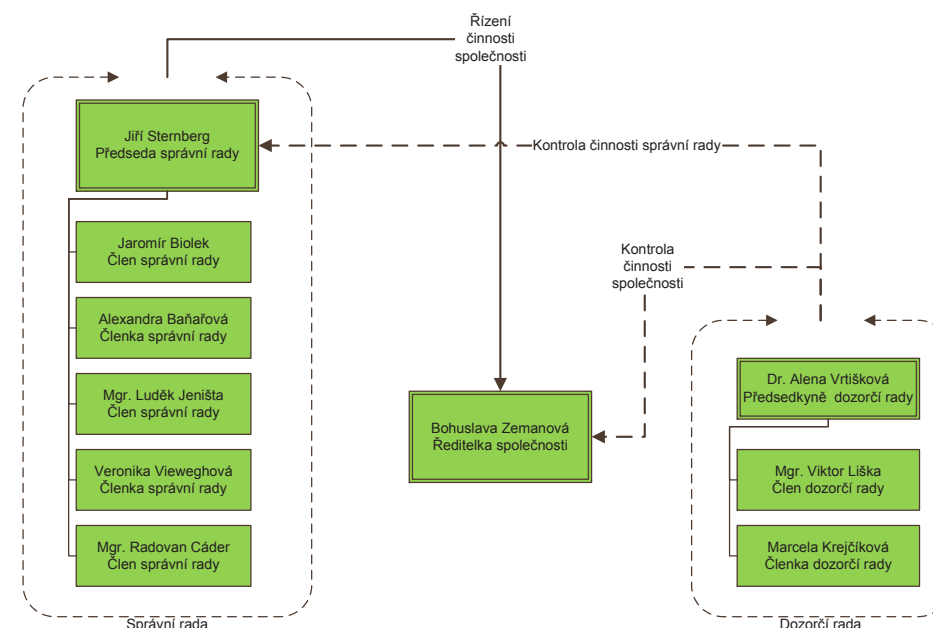 Řízení
činnosti
společnosti
Jiří Sternberg
Předseda správní rady
Kontrola činnosti správní rady
Jaromír Biolek
Člen správní rady
Alexandra Baňařová
Členka správní rady
Mgr. Luděk Jeništa
Člen správní rady
Veronika Vieweghová
Členka správní rady
Mgr. Radovan Cáder
Člen správní rady
Správní rada
Kontrola
činnosti
společnosti
Bohuslava Zemanová
Ředitelka společnosti
Dr. Alena Vrtišková
Předsedkyně dozorčí rady
Mgr. Viktor Liška
Člen dozorčí rady
Marcela Krejčíková
Členka dozorčí rady
Dozorčí rada